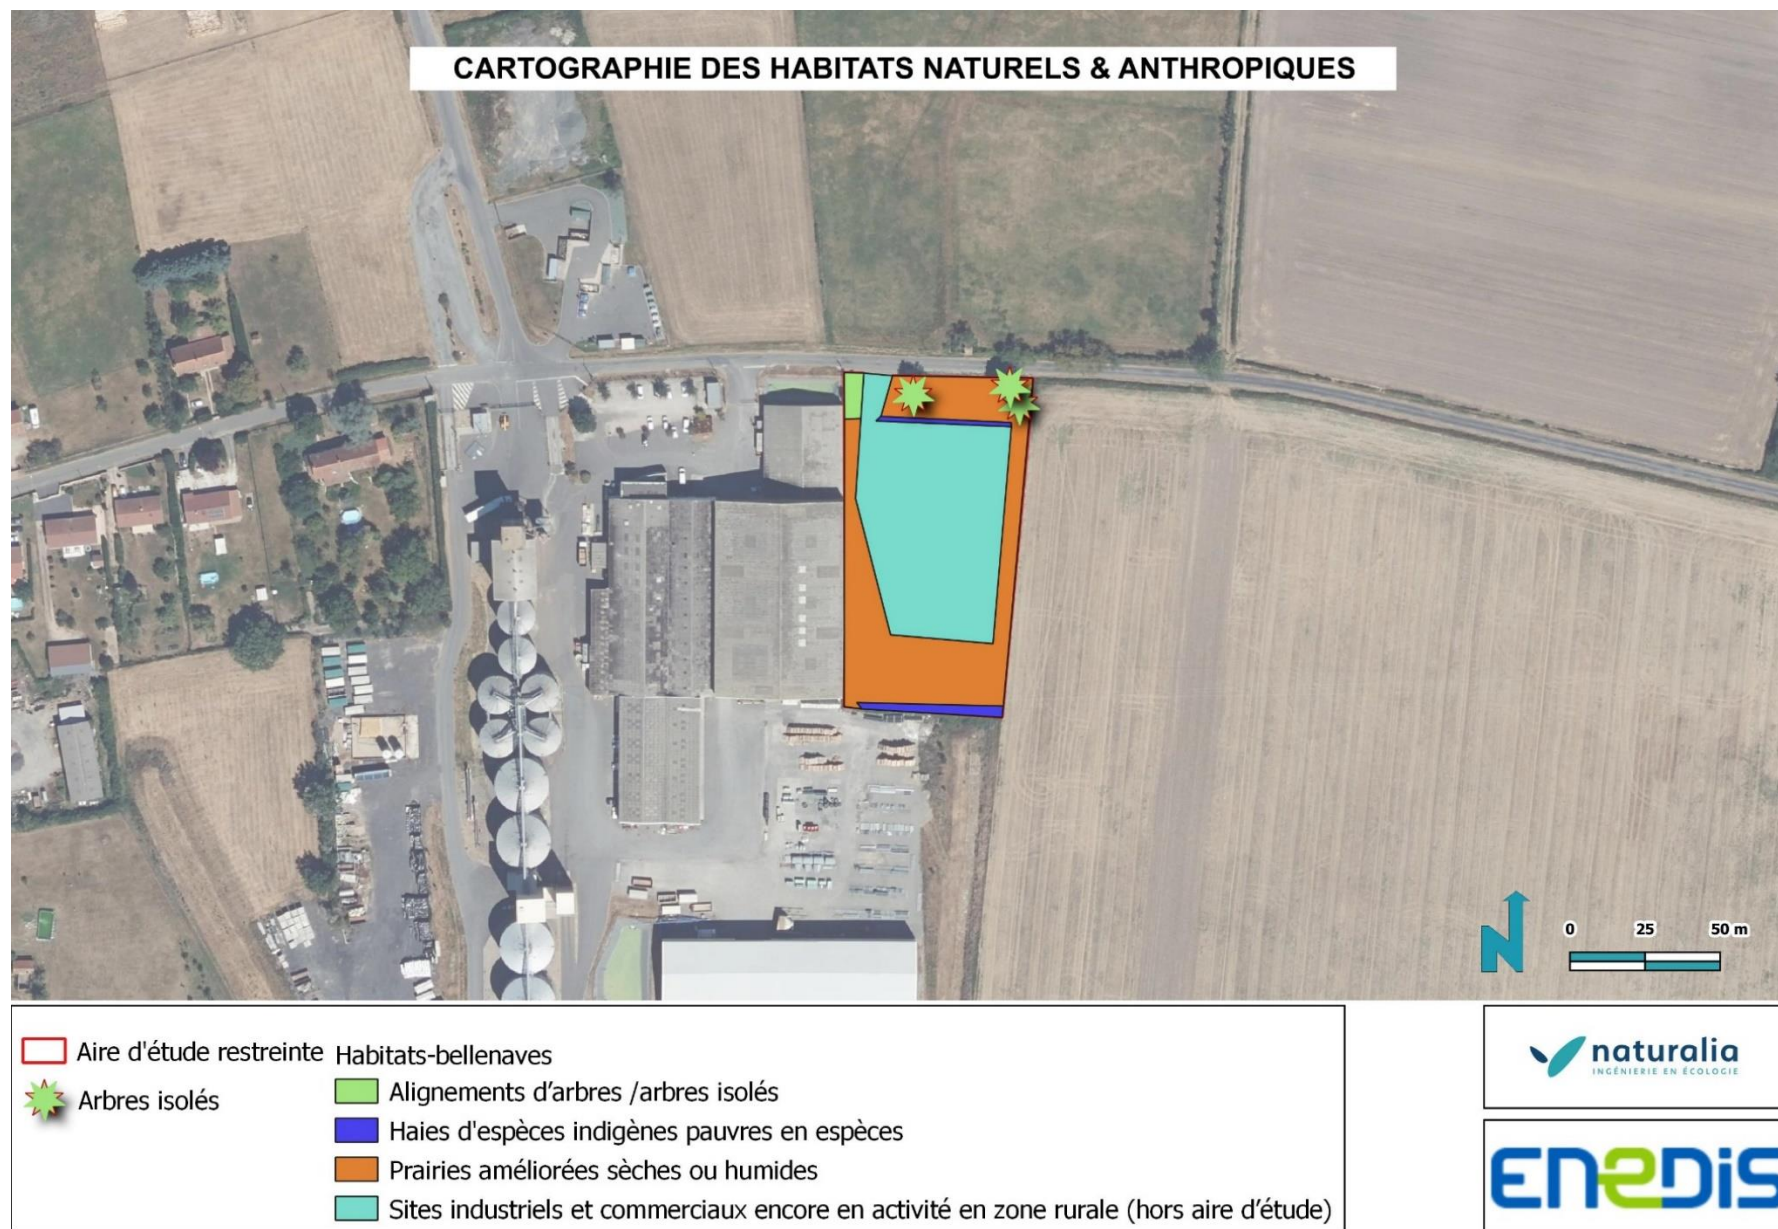 CARTOGRAPHIE DES HABITATS NATURELS & ANTHROPIQUES
N
0 25 50 m
Aire d'étude restreinte
Arbres isolés
Habitats-bellenaves
Alignements d'arbres /arbres isolés
Haies d'espèces indigènes pauvres en espèces
Prairies améliorées sèches ou humides
Sites industriels et commerciaux encore en activité en zone rurale (hors aire d'étude)
naturalia
INGÉNIERIE EN ÉCOLOGIE
ENEDIS